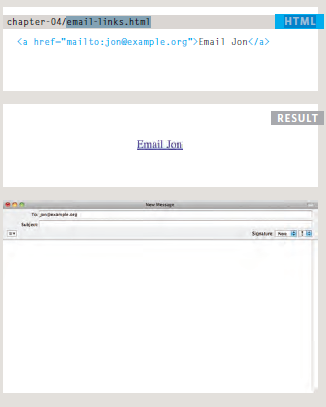 chapter-04/email-links.html
HTML
<a href="mailto:jon@example.org">Email Jon</a>
RESULT
Email Jon
New Message
To: jon@example.org
Subject:
Signature: None